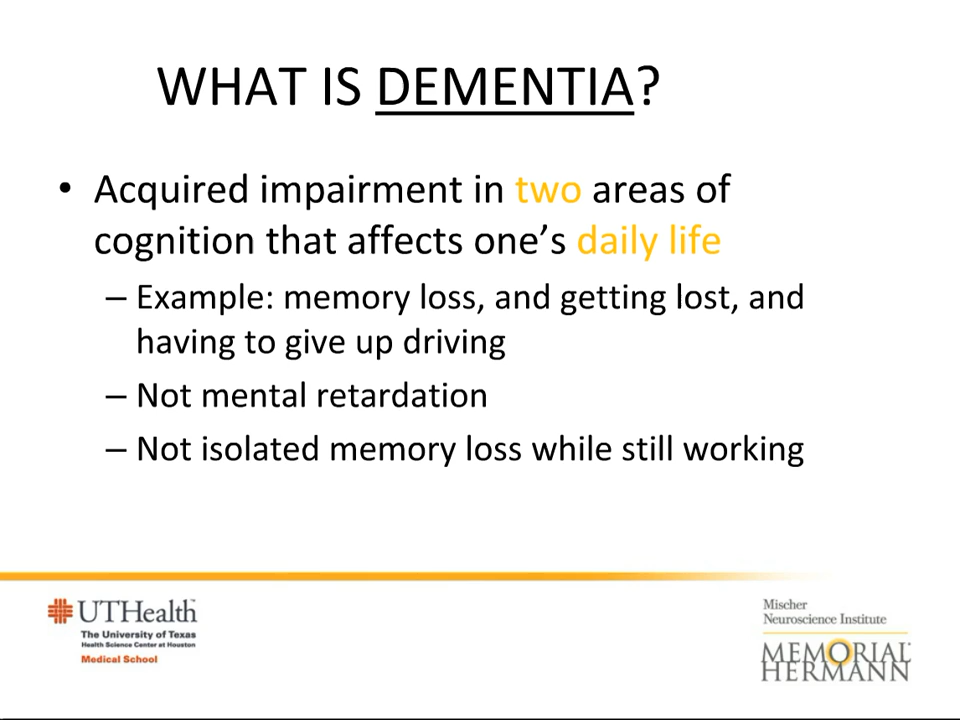 WHAT IS DEMENTIA?
• Acquired impairment in two areas of
cognition that affects one’s daily life
– Example: memory loss, and getting lost, and
having to give up driving
– Not mental retardation
– Not isolated memory loss while still working
UTHealth
The University of Texas
Health Science Center at Houston
Medical School
Mischer
Neuroscience Institute
MEMORIAL
HERMANN